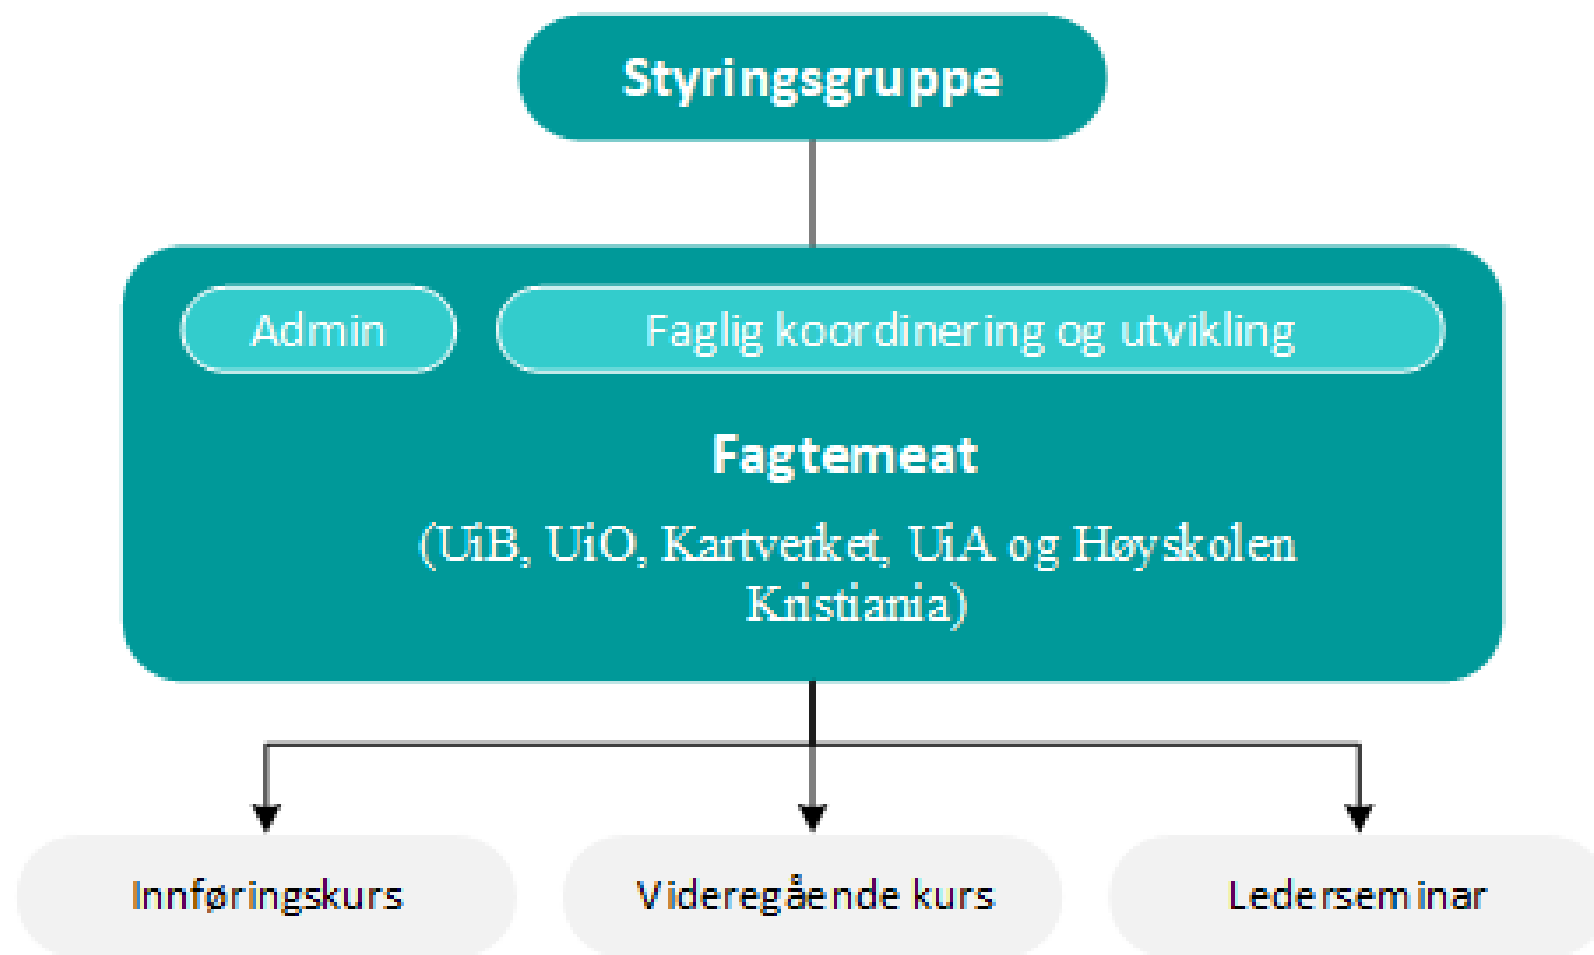 Styringsgruppe
Admin
Faglig koordinering og utvikling
Fagtemeat
(UiB, UiO, Kartverket, UiA og Høyskolen
Kristiania)
Innføringskurs
Videregående kurs
Lederseminar